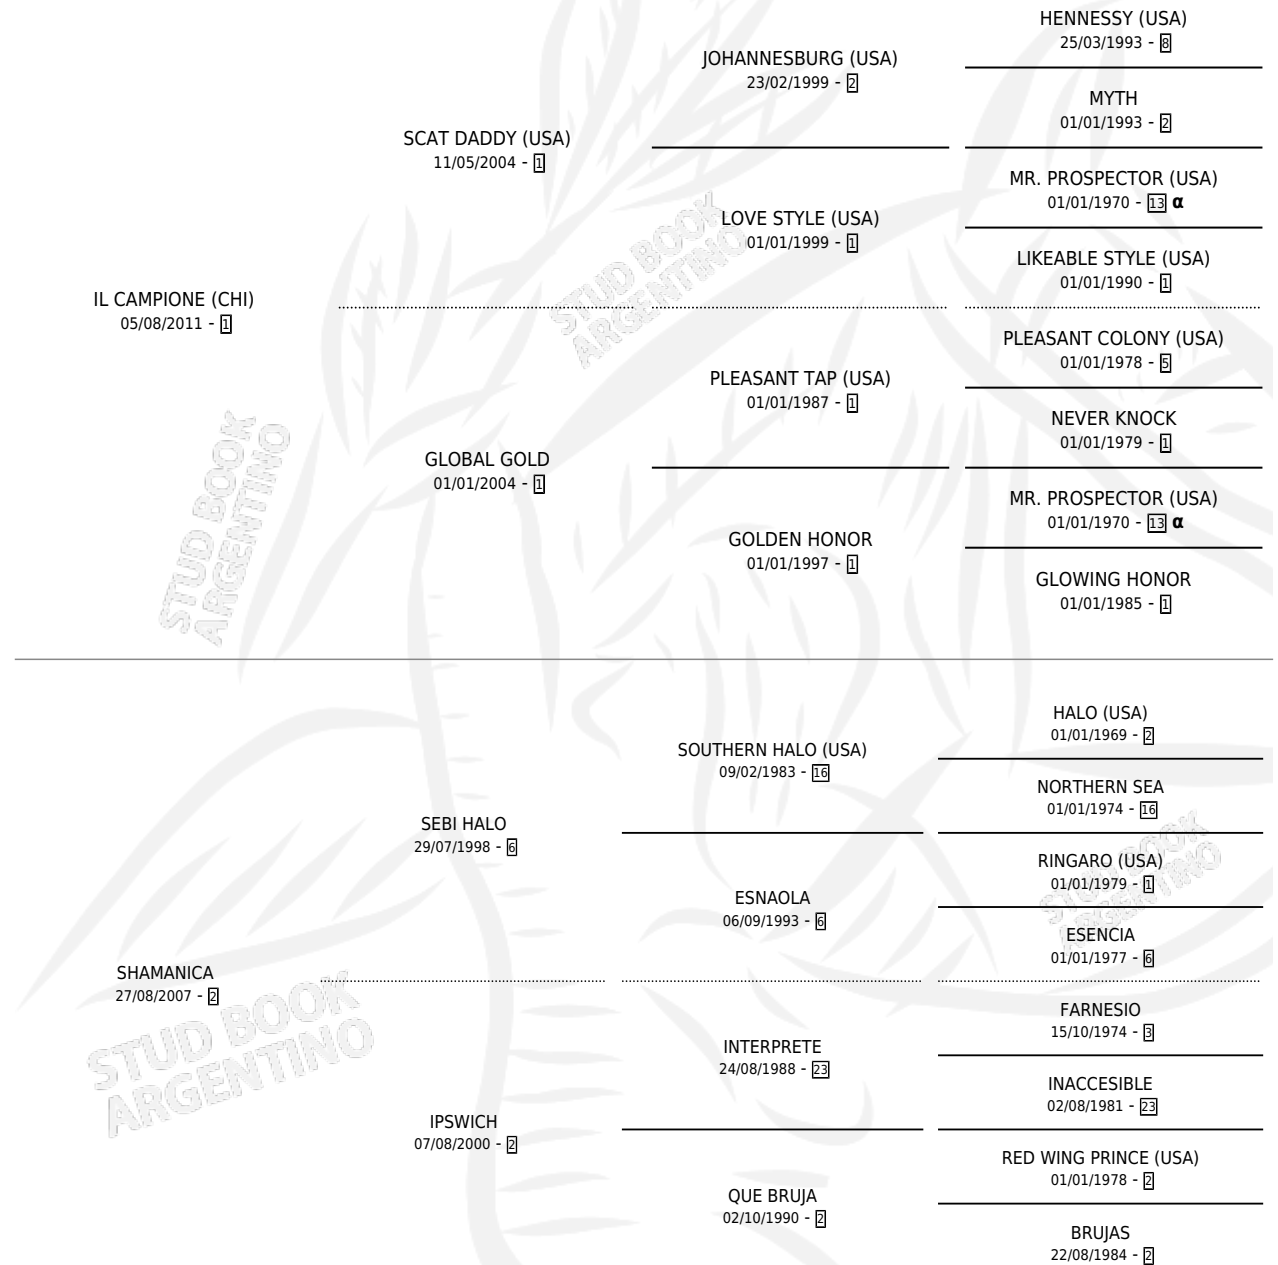 HENNESSY (USA)
25/03/1993 - 8
JOHANNESBURG (USA)
23/02/1999 - 2
MYTH
01/01/1993 - 2
SCAT DADDY (USA)
11/05/2004 - 1
MR. PROSPECTOR (USA)
01/01/1970 - 13 α
LOVE STYLE (USA)
01/01/1999 - 1
LIKEABLE STYLE (USA)
01/01/1990 - 1
IL CAMPIONE (CHI)
05/08/2011 - 1
PLEASANT COLONY (USA)
01/01/1978 - 5
PLEASANT TAP (USA)
01/01/1987 - 1
NEVER KNOCK
01/01/1979 - 1
GLOBAL GOLD
01/01/2004 - 1
MR. PROSPECTOR (USA)
01/01/1970 - 13 α
GOLDEN HONOR
01/01/1997 - 1
GLOWING HONOR
01/01/1985 - 1
HALO (USA)
01/01/1969 - 2
SOUTHERN HALO (USA)
09/02/1983 - 16
NORTHERN SEA
01/01/1974 - 16
SEBI HALO
29/07/1998 - 6
RINGARO (USA)
01/01/1979 - 1
ESNAOLA
06/09/1993 - 6
ESENCIA
01/01/1977 - 6
SHAMANICA
27/08/2007 - 2
FARNESIO
15/10/1974 - 3
INTERPRETE
24/08/1988 - 23
INACCESIBLE
02/08/1981 - 23
IPSWICH
07/08/2000 - 2
RED WING PRINCE (USA)
01/01/1978 - 2
QUE BRUJA
02/10/1990 - 2
BRUJAS
22/08/1984 - 2
STUD BOOK
ARGENTINO
STUD BOOK
ARGENTINO
STUD BOOK
ARGENTINO
STUD BOOK
ARGENTINO